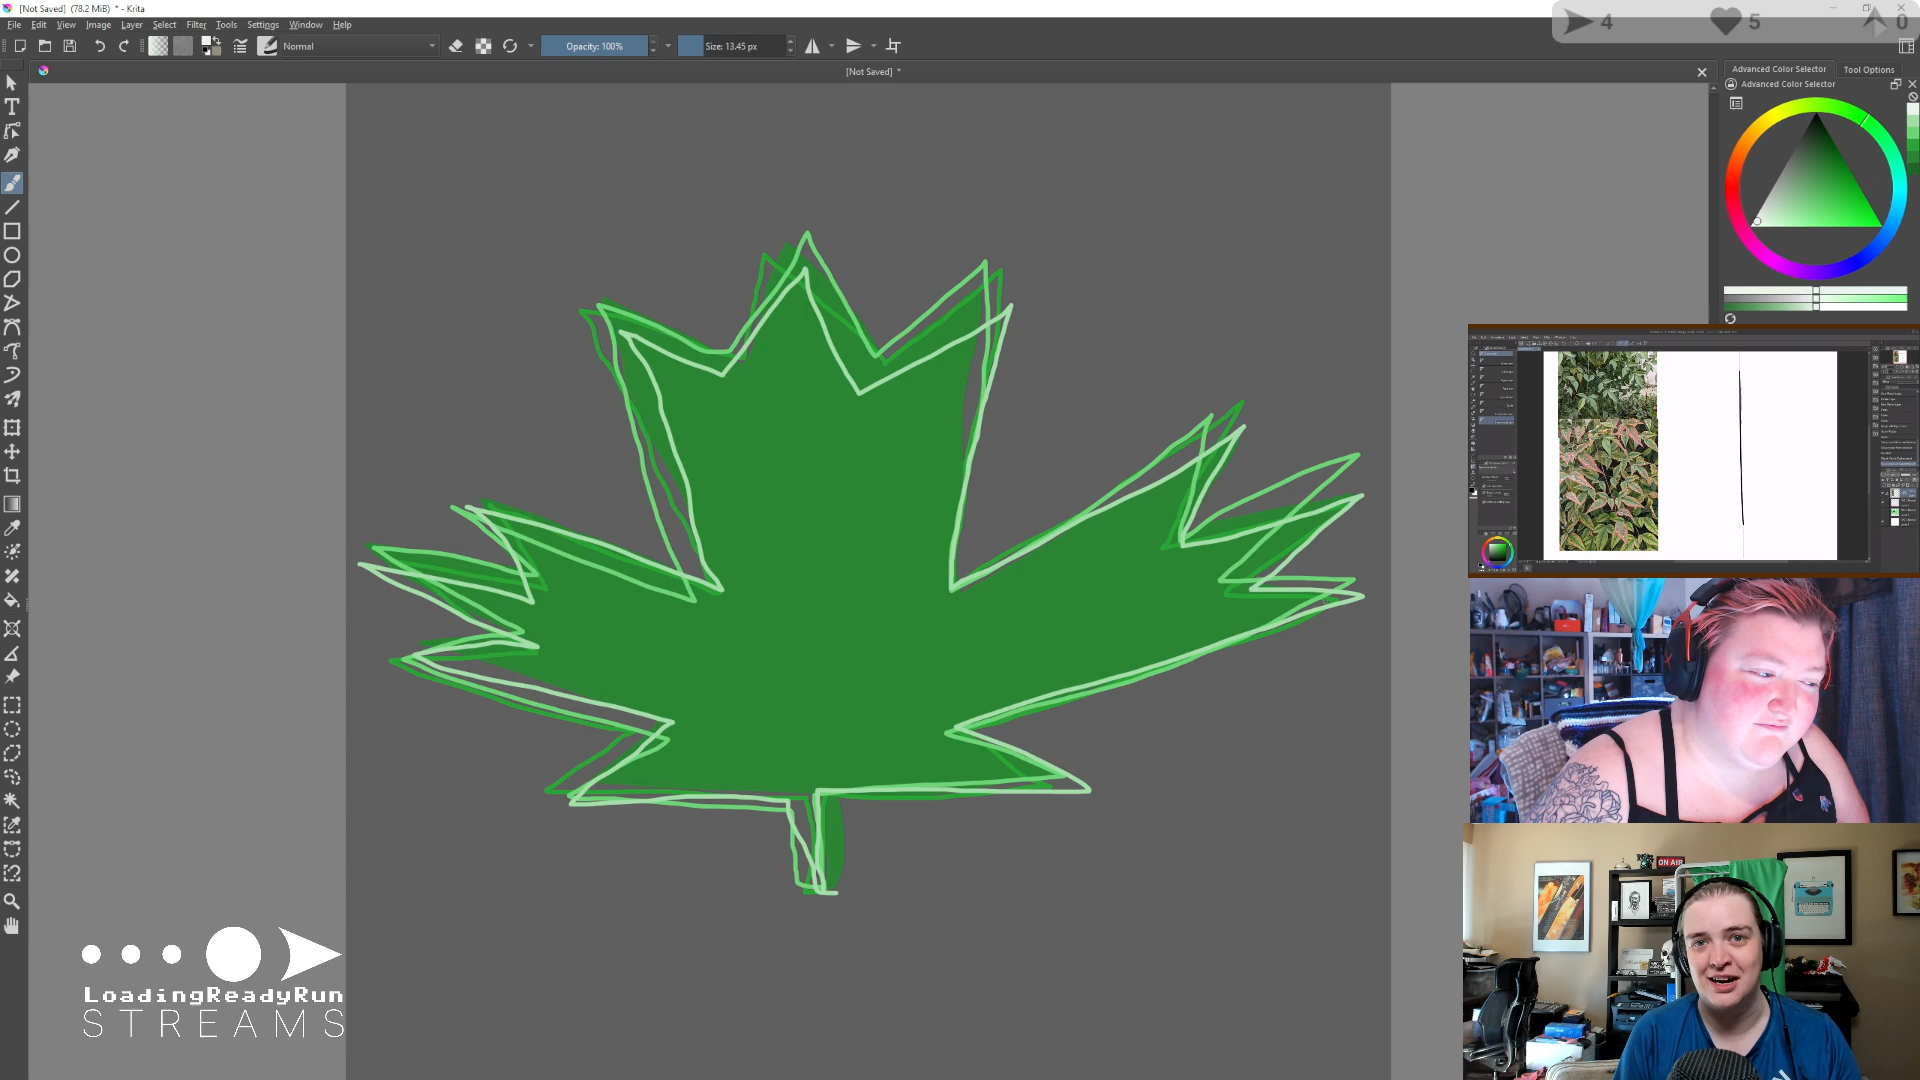 [Not Saved] (78.2 MiB) * - Krita
File Edit View Image Layer Select Filter Tools Settings Window Help
Normal
Opacity: 100%
Size: 13.45 px
4
5
0
[Not Saved] *
Advanced Color Selector
Tool Options
Advanced Color Selector
ON AIR
LoadingReadyRun
STREAMS